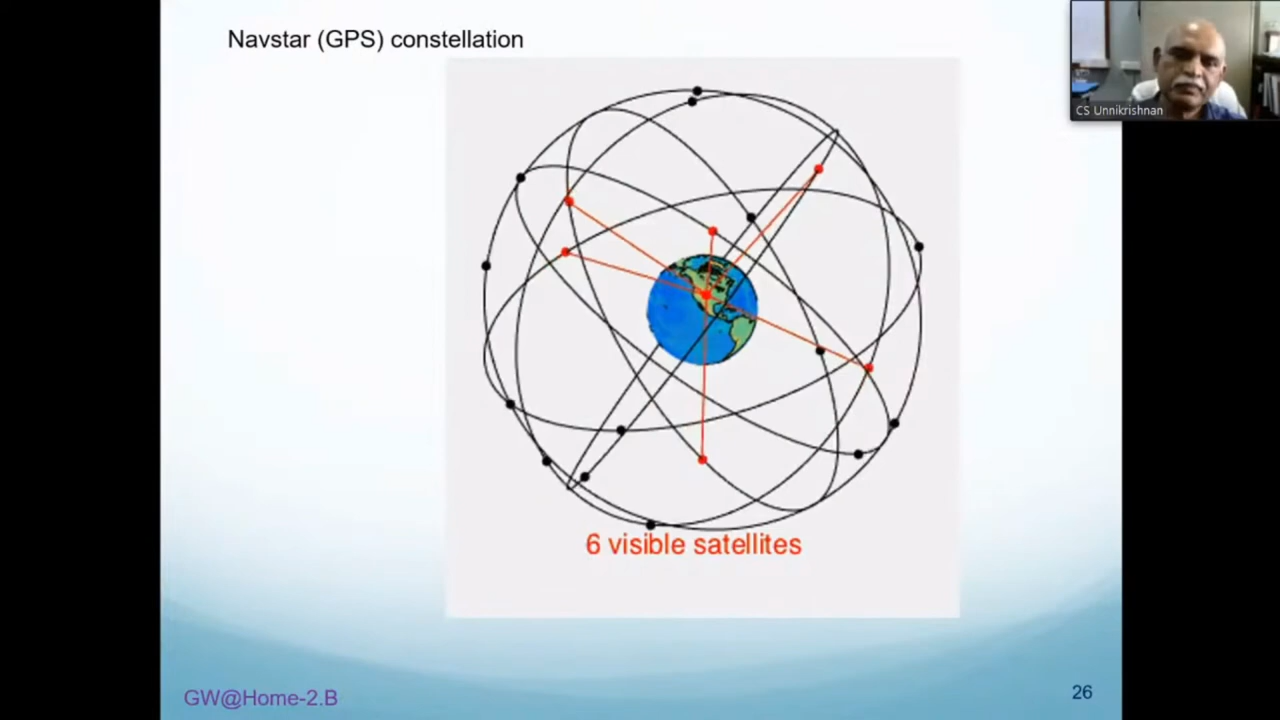 Navstar (GPS) constellation
CS Unnikrishnan
6 visible satellites
GW@Home-2.B
26